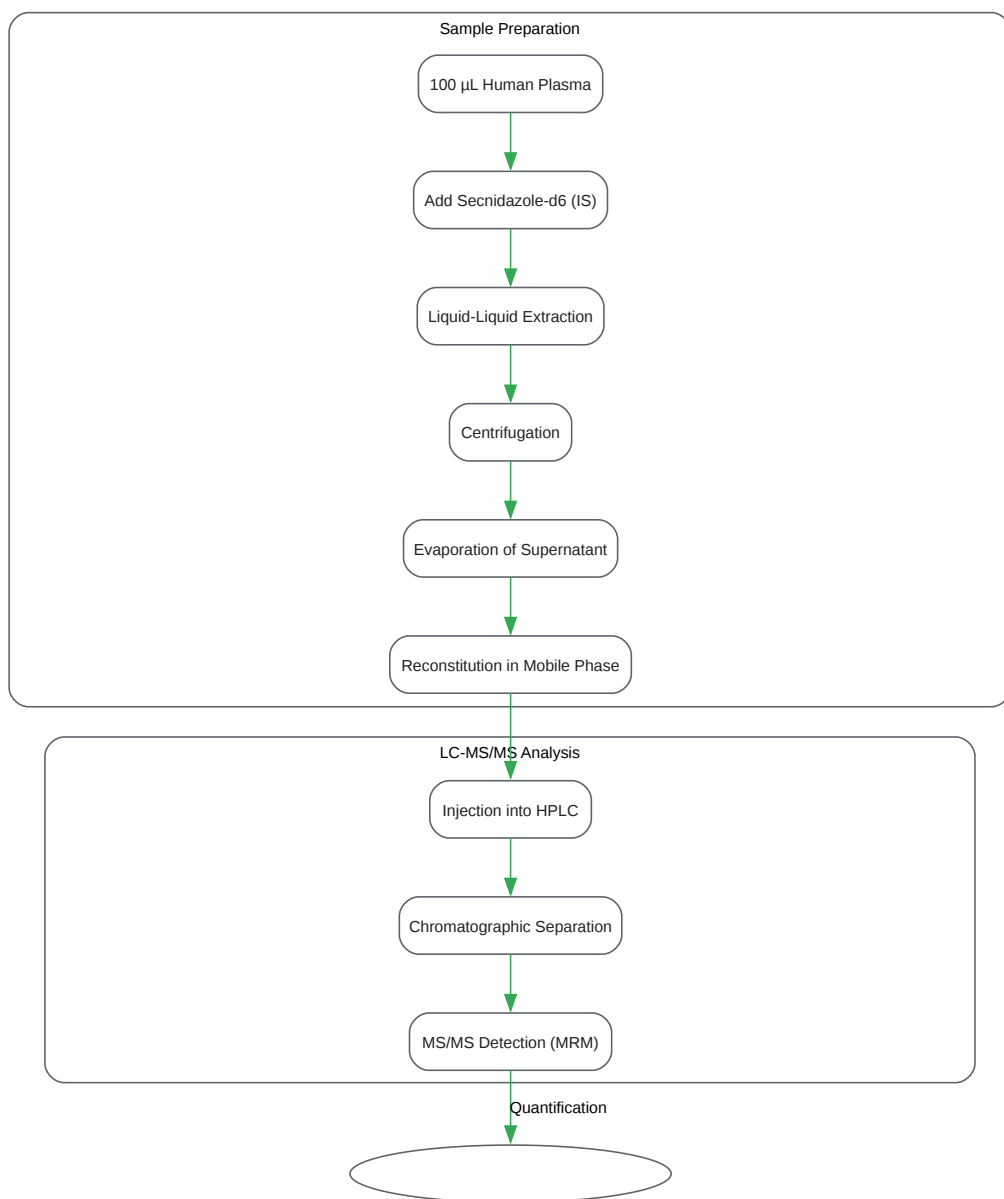 Sample Preparation
100 µL Human Plasma
Add Secnidazole-d6 (IS)
Liquid-Liquid Extraction
Centrifugation
Evaporation of Supernatant
Reconstitution in Mobile Phase
LC-MS/MS Analysis
Injection into HPLC
Chromatographic Separation
MS/MS Detection (MRM)
Quantification